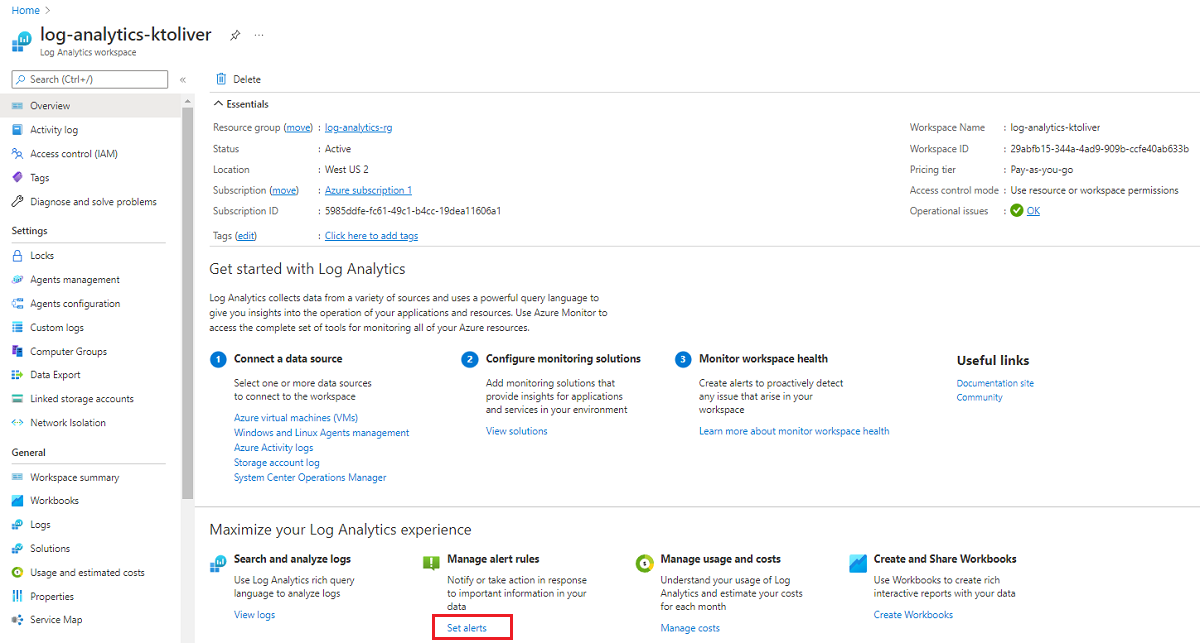 Home >
log-analytics-ktoliver
Log Analytics workspace
Search (Ctrl+/)
«
Overview
Activity log
Access control (IAM)
Tags
Diagnose and solve problems
Settings
Locks
Agents management
Agents configuration
Custom logs
Computer Groups
Data Export
Linked storage accounts
Network Isolation
General
Workspace summary
Workbooks
Logs
Solutions
Usage and estimated costs
Properties
Service Map
Delete
Essentials
Resource group (move) : log-analytics-rg
Status : Active
Location : West US 2
Subscription (move) : Azure subscription 1
Subscription ID : 5985ddfe-fc61-49c1-b4cc-19dea11606a1
Tags (edit) : Click here to add tags
Workspace Name : log-analytics-ktoliver
Workspace ID : 29abfb15-344a-4ad9-909b-ccfe40ab633b
Pricing tier : Pay-as-you-go
Access control mode : Use resource or workspace permissions
Operational issues : OK
Get started with Log Analytics
Log Analytics collects data from a variety of sources and uses a powerful query language to
give you insights into the operation of your applications and resources. Use Azure Monitor to
access the complete set of tools for monitoring all of your Azure resources.
1 Connect a data source
Select one or more data sources
to connect to the workspace
Azure virtual machines (VMs)
Windows and Linux Agents management
Azure Activity logs
Storage account log
System Center Operations Manager
2 Configure monitoring solutions
Add monitoring solutions that
provide insights for applications
and services in your environment
View solutions
3 Monitor workspace health
Create alerts to proactively detect
any issue that arise in your
workspace
Learn more about monitor workspace health
Useful links
Documentation site
Community
Maximize your Log Analytics experience
Search and analyze logs
Use Log Analytics rich query
language to analyze logs
View logs
Manage alert rules
Notify or take action in response
to important information in your
data
Set alerts
Manage usage and costs
Understand your usage of Log
Analytics and estimate your costs
for each month
Manage costs
Create and Share Workbooks
Use Workbooks to create rich
interactive reports with your data
Create Workbooks